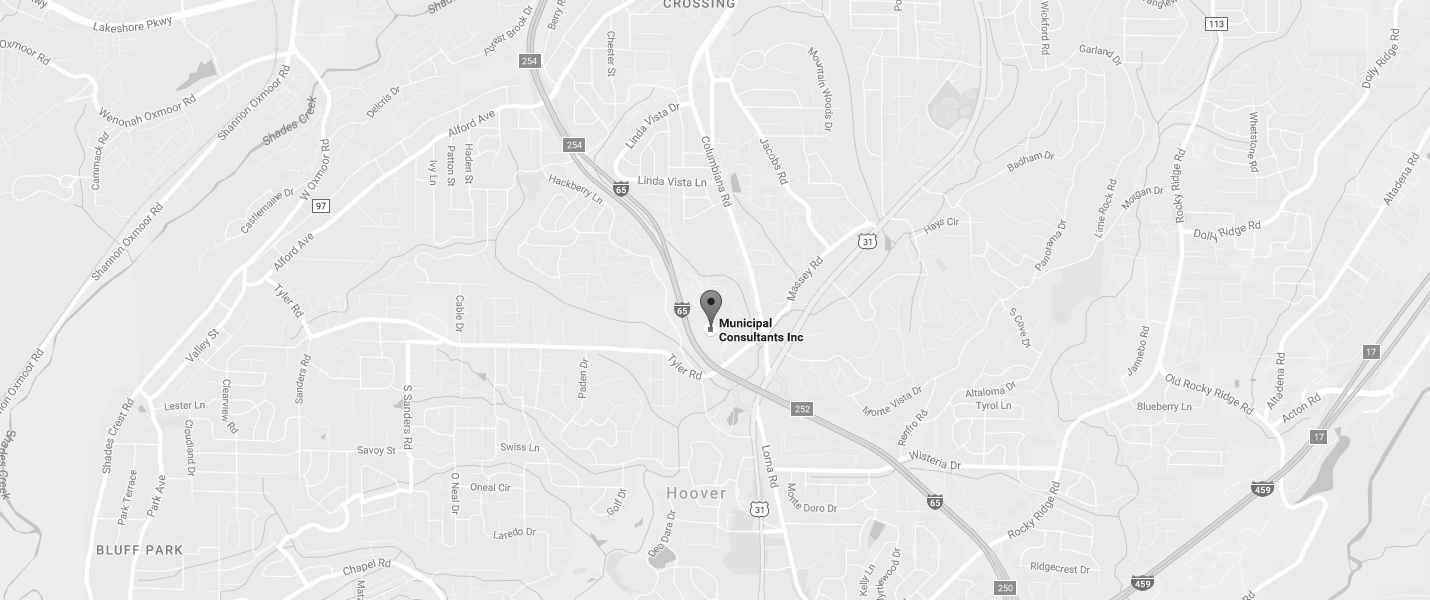 CROSSING
Lakeshore Pkwy
Forest Brook Dr
113
Wickford Rd
Garland Dr
Dolly Ridge Rd
Oxmoor Rd
254
Chester St
Mountain Woods Dr
Wenonah Oxmoor Rd
Shannon Oxmoor Rd
Shades Creek
Delcris Dr
Alford Ave
Linda Vista Dr
Whetstone Rd
Cammack Rd
W Oxmoor Rd
Ivy Ln
Patton St
Haden St
254
Columbiana Rd
Jacobs Rd
Badham Dr
Rocky Ridge Rd
Altadena Rd
65
Linda Vista Ln
Hackberry Ln
Castlemaine Dr
97
Lime Rock Rd
Morgan Dr
Shannon Oxmoor Rd
Alford Ave
31
Hays Cir
Panorama Dr
Dolly Ridge Rd
Massey Rd
Tyler Rd
Cable Dr
65
Municipal
Consultants Inc
S Cove Dr
Valley St
Jannebo Rd
17
Sanders Rd
Paden Dr
Tyler Rd
Altadena Rd
Clearview Rd
S Sanders Rd
Lester Ln
252
Monte Vista Dr
Altaloma Dr
Tyrol Ln
Old Rocky Ridge Rd
Blueberry Ln
Acton Rd
Shades Crest Rd
Cloudland Dr
Savoy St
Swiss Ln
Renfro Rd
17
Shades Creek
Park Terrace
Park Ave
O Neal Dr
Oneal Cir
Golf Dr
Hoover
Lorna Rd
Wisteria Dr
459
Monte Doro Dr
65
31
Rocky Ridge Rd
Laredo Dr
Deo Dara Dr
BLUFF PARK
Chapel Rd
Kelly Ln
Ridgecrest Dr
459
250